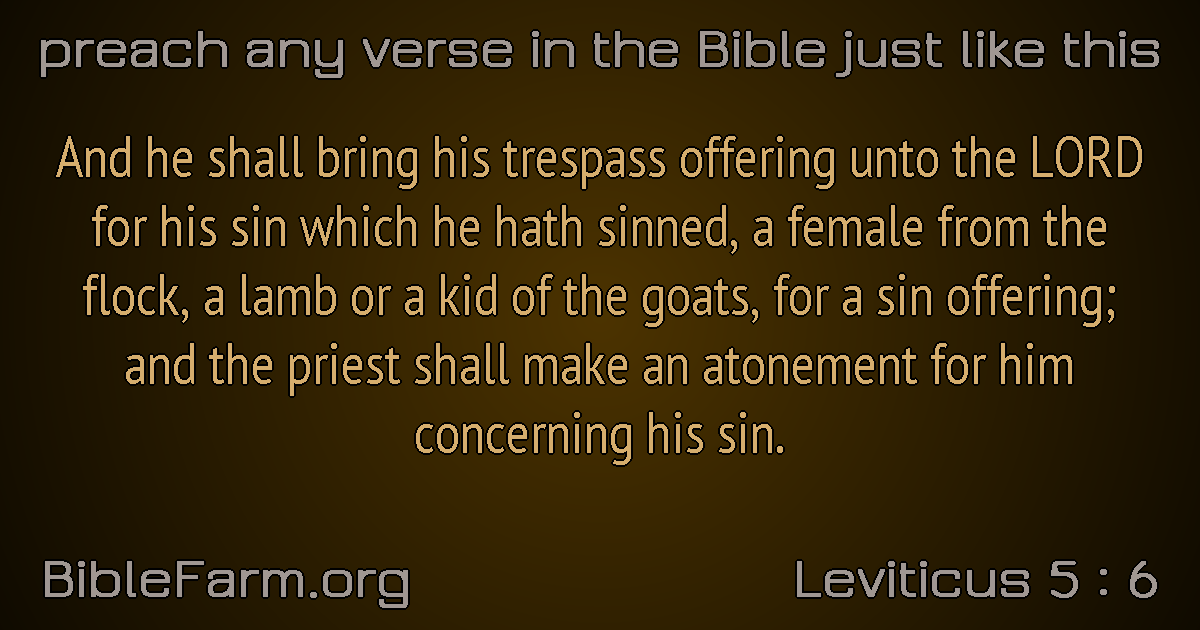 preach any verse in the Bible just like this
And he shall bring his trespass offering unto the LORD
for his sin which he hath sinned, a female from the
flock, a lamb or a kid of the goats, for a sin offering;
and the priest shall make an atonement for him
concerning his sin.
BibleFarm.org
Leviticus 5 : 6